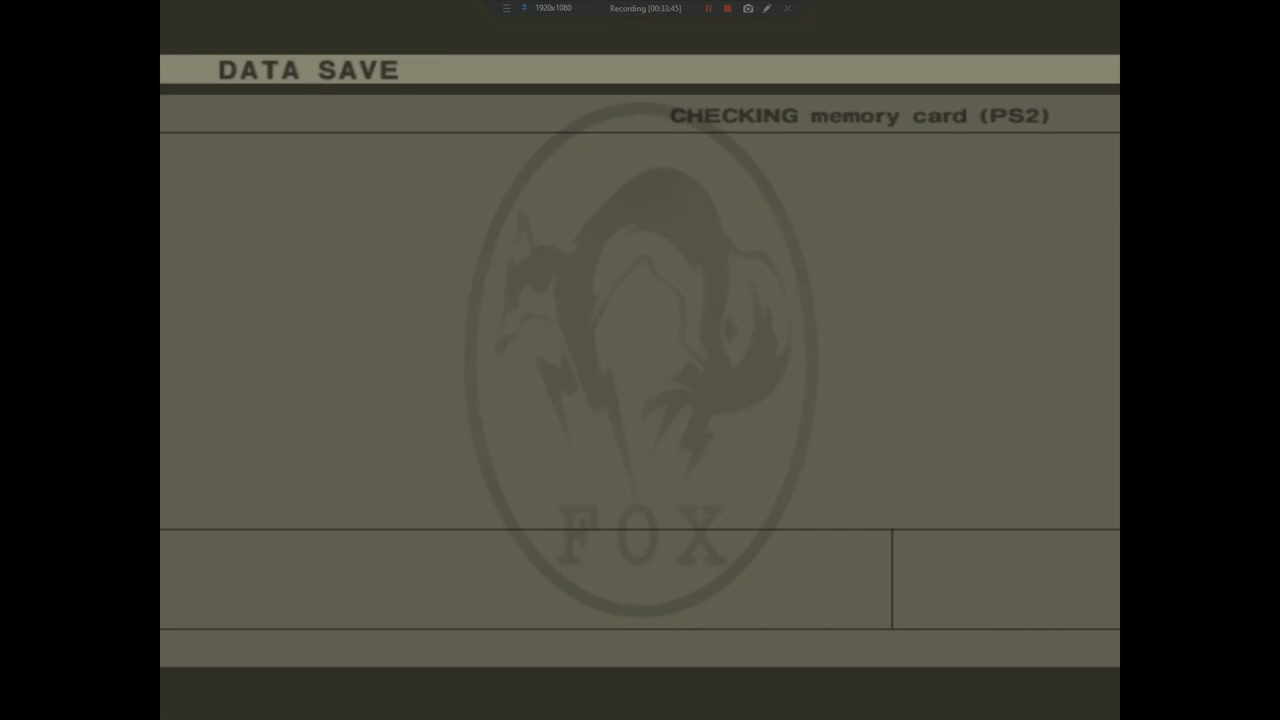 1920x1080 Recording [00:33:45]
DATA SAVE
CHECKING memory card (PS2)
FOX